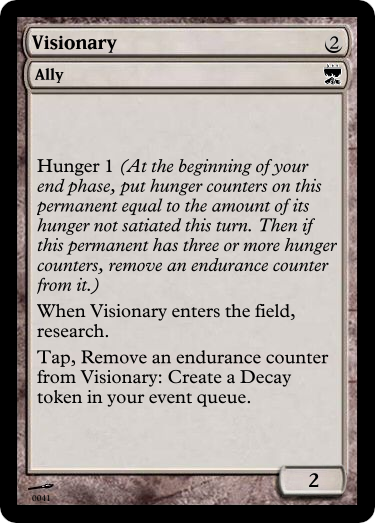 Visionary 2
Ally
Hunger 1 (At the beginning of your
end phase, put hunger counters on this
permanent equal to the amount of its
hunger not satiated this turn. Then if
this permanent has three or more hunger
counters, remove an endurance counter
from it.)
When Visionary enters the field,
research.
Tap, Remove an endurance counter
from Visionary: Create a Decay
token in your event queue.
2
0041